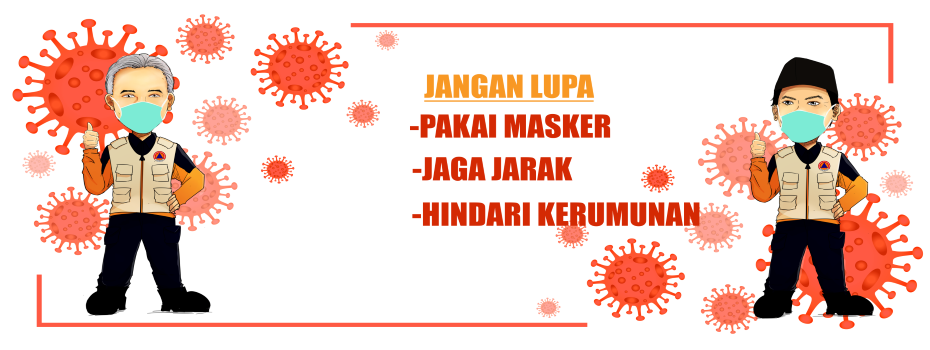 JANGAN LUPA
-PAKAI MASKER
-JAGA JARAK
-HINDARI KERUMUNAN